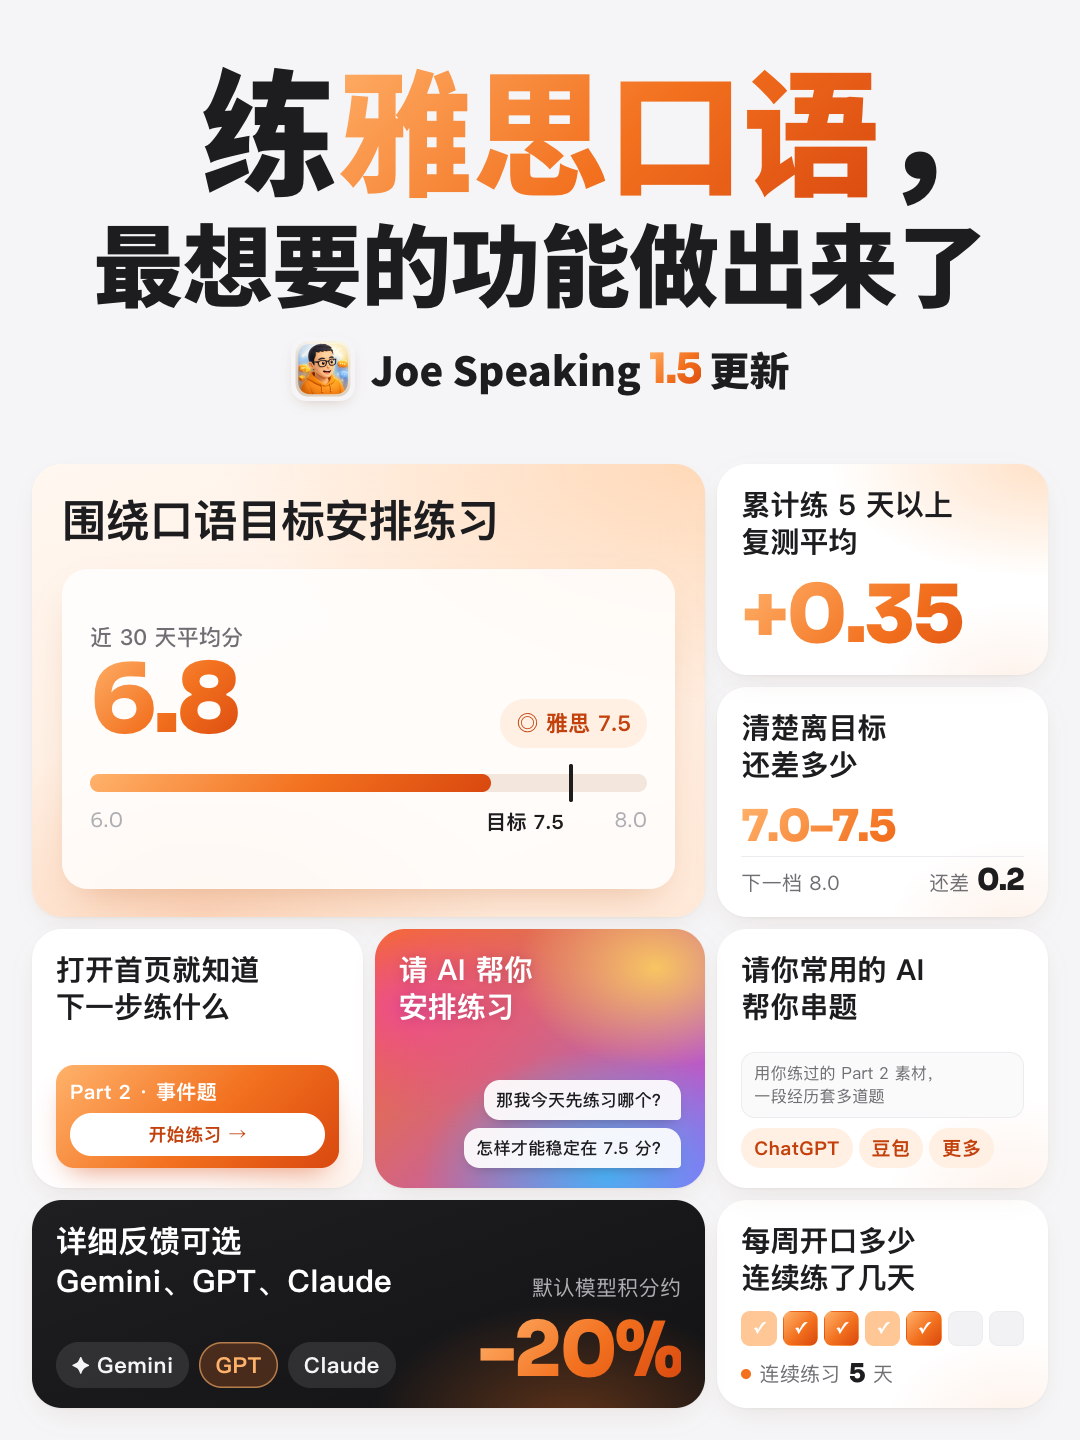 练雅思口语，
最想要的功能做出来了
Joe Speaking 1.5 更新
围绕口语目标安排练习
近 30 天平均分
6.8
◎ 雅思 7.5
6.0
目标 7.5
8.0
累计练 5 天以上
复测平均
+0.35
清楚离目标
还差多少
7.0–7.5
下一档 8.0
还差 0.2
打开首页就知道
下一步练什么
Part 2 · 事件题
开始练习 →
请 AI 帮你
安排练习
那我今天先练习哪个？
怎样才能稳定在 7.5 分？
请你常用的 AI
帮你串题
用你练过的 Part 2 素材，
一段经历套多道题
ChatGPT
豆包
更多
详细反馈可选
Gemini、GPT、Claude
默认模型积分约
-20%
✦ Gemini
GPT
Claude
每周开口多少
连续练了几天
✓ ✓ ✓ ✓ ✓
连续练习 5 天